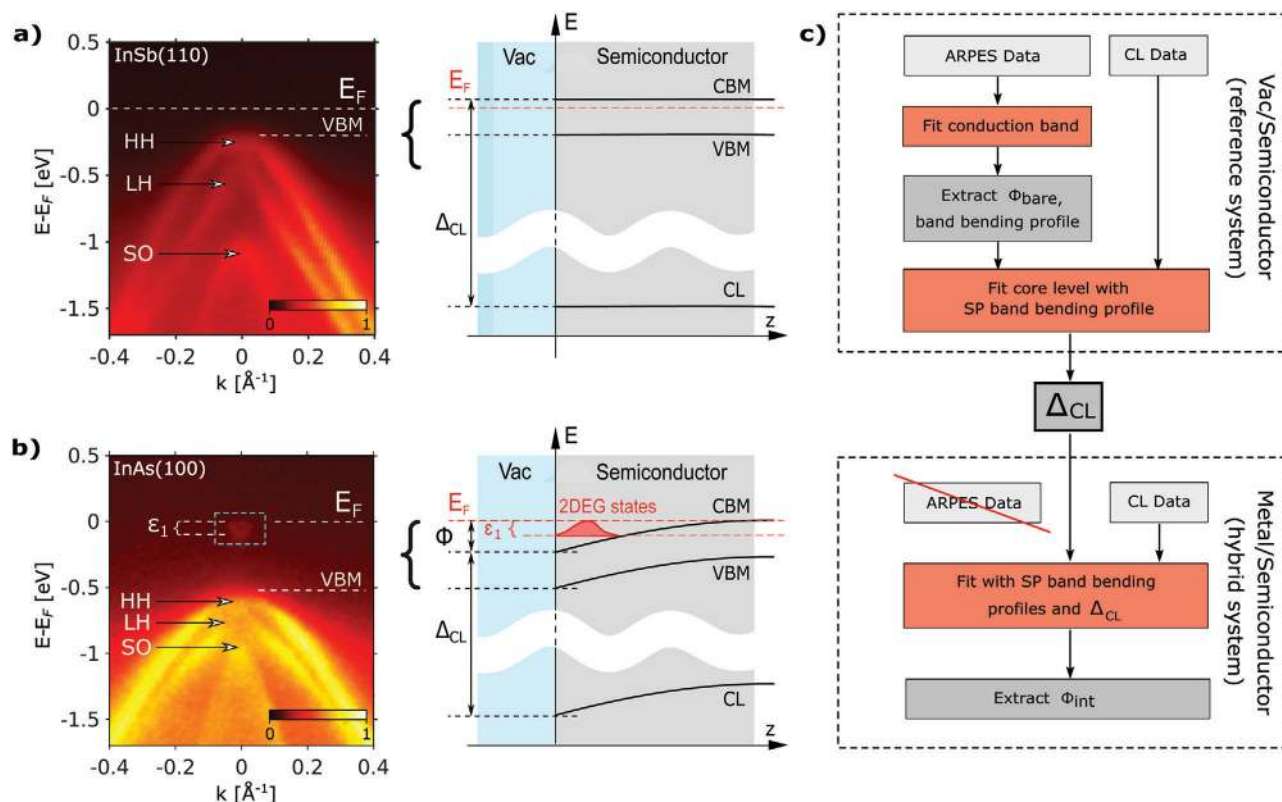 a)
InSb(110)
E_F
VBM
HH
LH
SO
0.5
0
-0.5
-1
-1.5
E-E_F [eV]
0 1
-0.4 -0.2 0 0.2 0.4
k [Å⁻¹]
E
Vac
Semiconductor
E_F
CBM
VBM
Δ_CL
CL
z
b)
InAs(100)
E_F
ε₁
VBM
HH
LH
SO
0.5
0
-0.5
-1
-1.5
E-E_F [eV]
0 1
-0.4 -0.2 0 0.2 0.4
k [Å⁻¹]
E
Vac
Semiconductor
E_F
2DEG states
CBM
ε₁
Φ
VBM
Δ_CL
CL
z
c)
ARPES Data
CL Data
Fit conduction band
Extract Φ_bare,
band bending profile
Fit core level with
SP band bending profile
Vac/Semiconductor
(reference system)
Δ_CL
ARPES Data
CL Data
Fit with SP band bending
profiles and Δ_CL
Extract Φ_int
Metal/Semiconductor
(hybrid system)